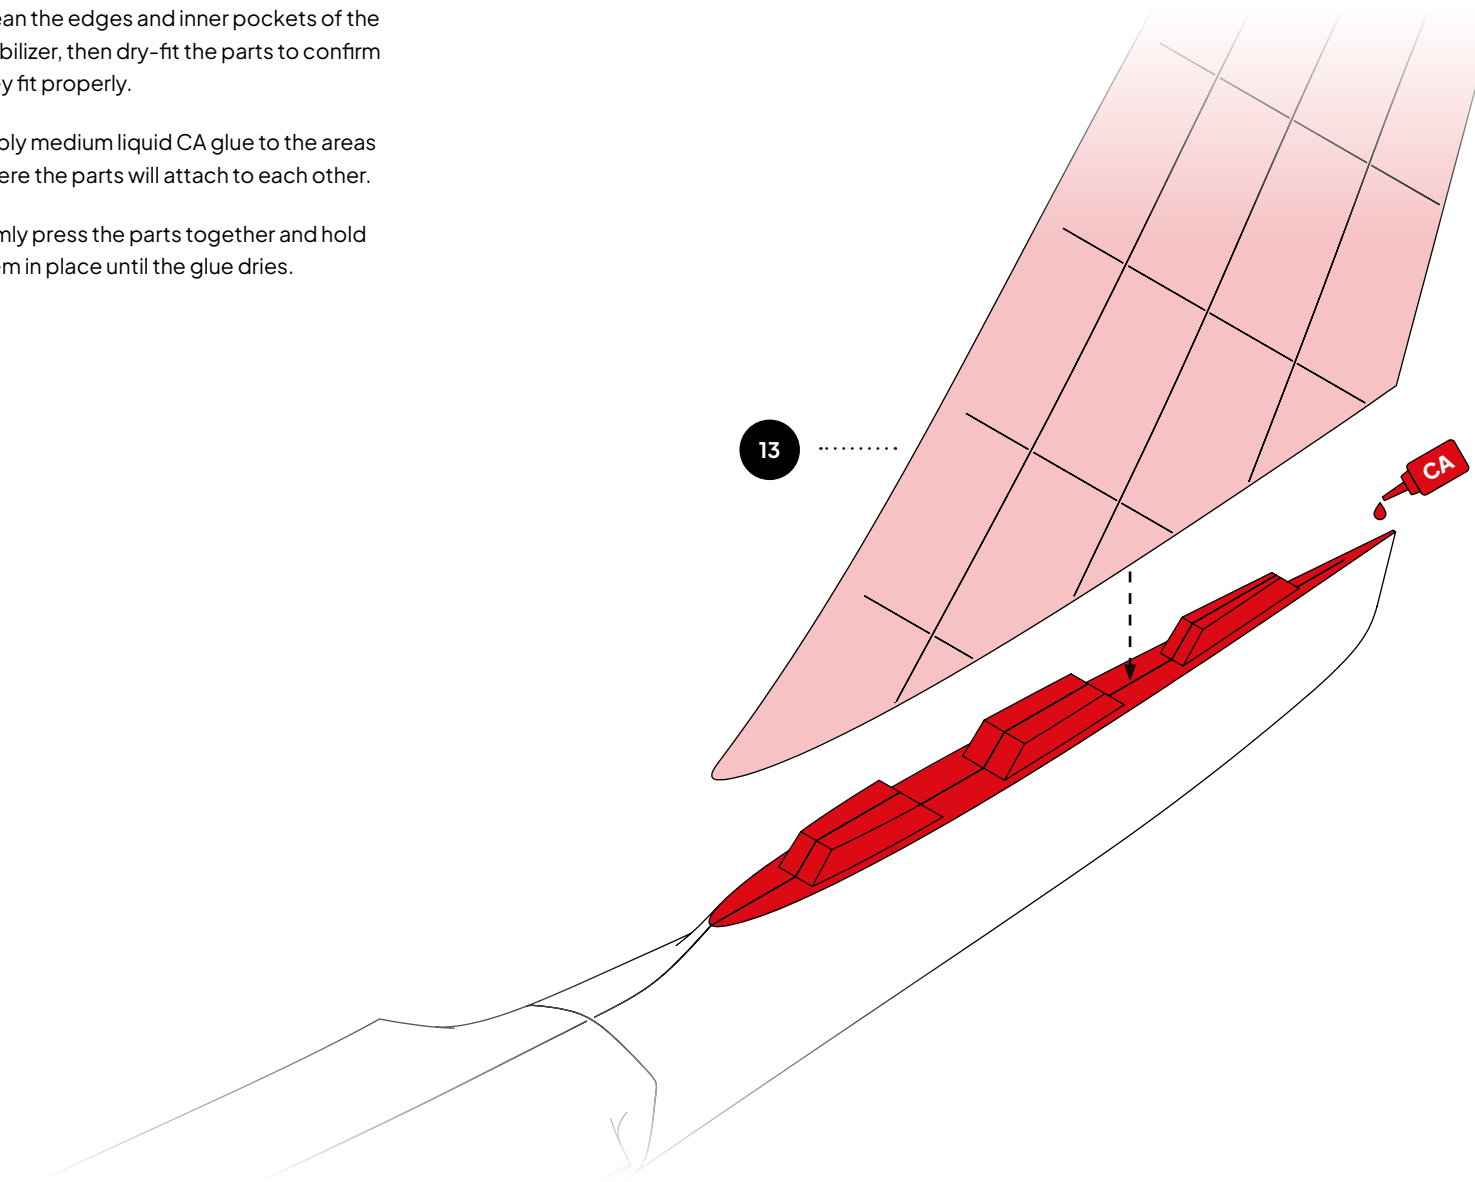 ean the edges and inner pockets of the
bilizer, then dry-fit the parts to confirm
y fit properly.
ply medium liquid CA glue to the areas
ere the parts will attach to each other.
mly press the parts together and hold
em in place until the glue dries.
13
CA